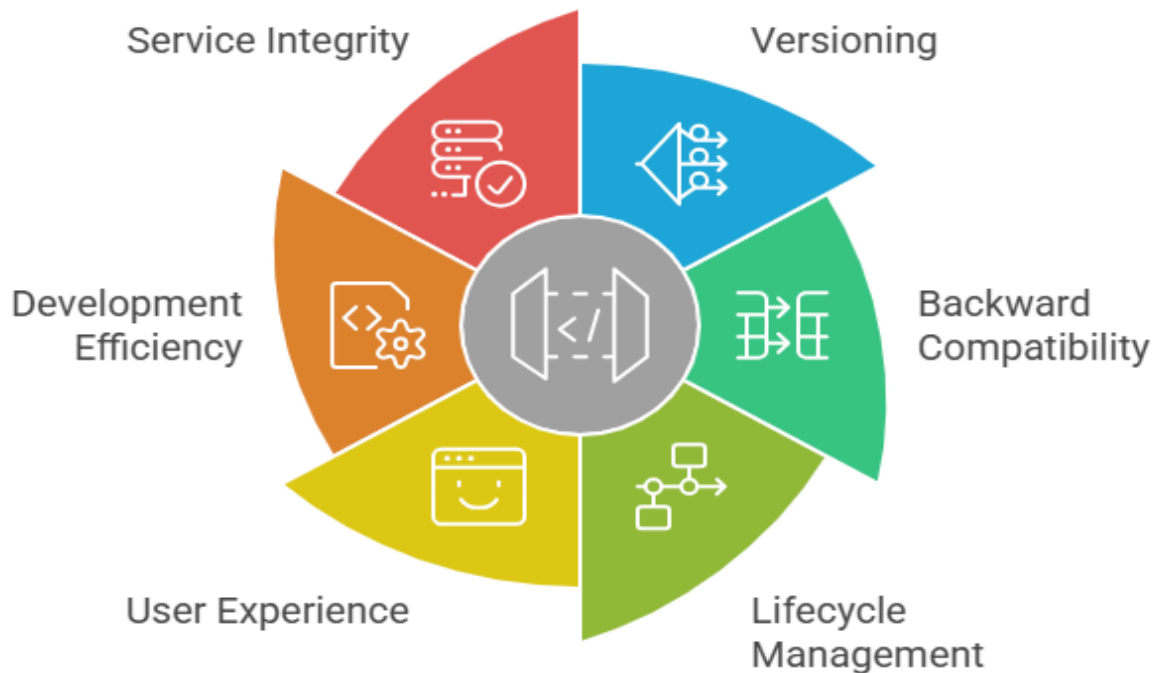 Service Integrity
Versioning
Development
Efficiency
</>
Backward
Compatibility
User Experience
Lifecycle
Management